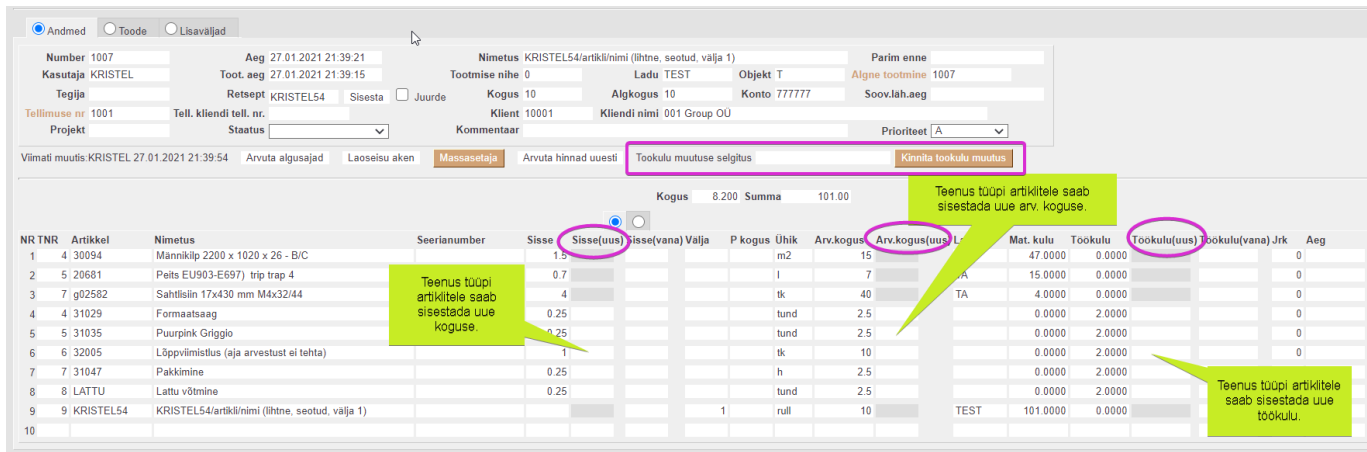 Andmed Toode Lisaväljad
Number 1007 Aeg 27.01.2021 21:39:21 Nimetus KRISTEL54/artikli/nimi (lihtne, seotud, välja 1) Parim enne
Kasutaja KRISTEL Toot. aeg 27.01.2021 21:39:15 Tootmise nihe 0 Ladu TEST Objekt T Algne tootmine 1007
Tegija Retsept KRISTEL54 Sisesta Juurde Kogus 10 Algkogus 10 Konto 777777 Soov.läh.aeg
Tellimuse nr 1001 Tell. kliendi tell. nr. Klient 10001 Kliendi nimi 001 Group OÜ
Projekt Staatus Kommentaar Prioriteet A
Viimati muutis:KRISTEL 27.01.2021 21:39:54 Arvuta algusajad Laoseisu aken Massasetaja Arvuta hinnad uuesti Tookulu muutuse selgitus Kinnita tookulu muutus
Kogus 8.200 Summa 101.00
Teenus tüüpi artiklitele saab
sisestada uue arv. koguse.
NR TNR Artikkel Nimetus Seerianumber Sisse Sisse(uus) Sisse(vana) Välja P kogus Ühik Arv.kogus Arv.kogus(uus) Mat. kulu Töökulu Töökulu(uus) Töökulu(vana) Jrk Aeg
1 4 30094 Männikilp 2200 x 1020 x 26 - B/C 1.5 m2 15 47.0000 0.0000 0
2 5 20681 Peits EU903-E697) trip trap 4 0.7 l 7 TA 15.0000 0.0000 0
3 7 g02582 Sahtlisiin 17x430 mm M4x32/44 4 tk 40 TA 4.0000 0.0000 0
4 4 31029 Formaatsaag 0.25 tund 2.5 0.0000 2.0000 0
5 5 31035 Puurpink Griggio 0.25 tund 2.5 0.0000 2.0000 0
6 6 32005 Lõppviimistlus (aja arvestust ei tehta) 1 tk 10 0.0000 2.0000 0
7 7 31047 Pakkimine 0.25 h 2.5 0.0000 2.0000
8 8 LATTU Lattu võtmine 0.25 tund 2.5 0.0000 2.0000
9 9 KRISTEL54 KRISTEL54/artikli/nimi (lihtne, seotud, välja 1) 1 rull 10 TEST 101.0000 0.0000
10
Teenus tüüpi
artiklitele saab
sisestada uue
koguse.
Teenus tüüpi artiklitele
saab sisestada uue
töökulu.